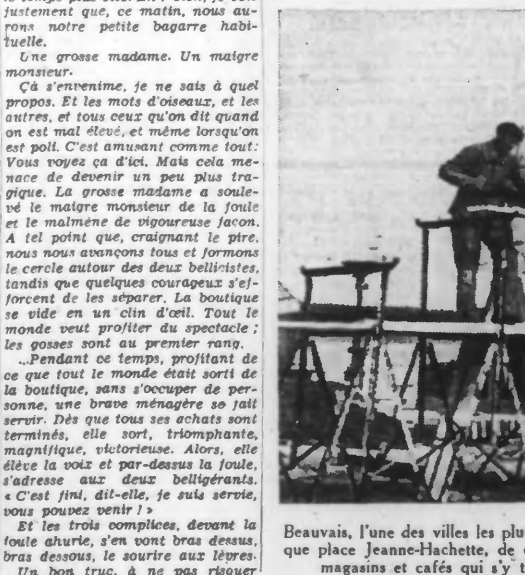 justement que, ce matin, nous au-
rons notre petite bagarre habi-
tuelle.
Une grosse madame. Un maigre
monsieur.
Çà s'envenime, je ne sais à quel
propos. Et les mots d'oiseaux, et les
autres, et tous ceux qu'on dit quand
on est mal élevé, et même lorsqu'on
est poli. C'est amusant comme tout :
Vous voyez ça d'ici. Mais cela me-
nace de devenir un peu plus tra-
gique. La grosse madame a soule-
vé le maigre monsieur de la foule
et le malmène de vigoureuse façon.
A tel point que, craignant le pire,
nous nous avançons tous et formons
le cercle autour des deux bellicistes,
tandis que quelques courageux s'ef-
forcent de les séparer. La boutique
se vide en un clin d'œil. Tout le
monde veut profiter du spectacle ;
les gosses sont au premier rang.
...Pendant ce temps, profitant de
ce que tout le monde était sorti de
la boutique, sans s'occuper de per-
sonne, une brave ménagère se fait
servir. Dès que tous ses achats sont
terminés, elle sort, triomphante,
magnifique, victorieuse. Alors, elle
élève la voix et par-dessus la foule,
s'adresse aux deux belligérants.
« C'est fini, dit-elle, je suis servie,
vous pouvez venir ! »
Et les trois complices, devant la
foule ahurie, s'en vont bras dessus,
bras dessous, le sourire aux lèvres.
Un bon truc, à ne pas risquer
Beauvais, l'une des villes les plu
que place Jeanne-Hachette, de
magasins et cafés qui s'y t